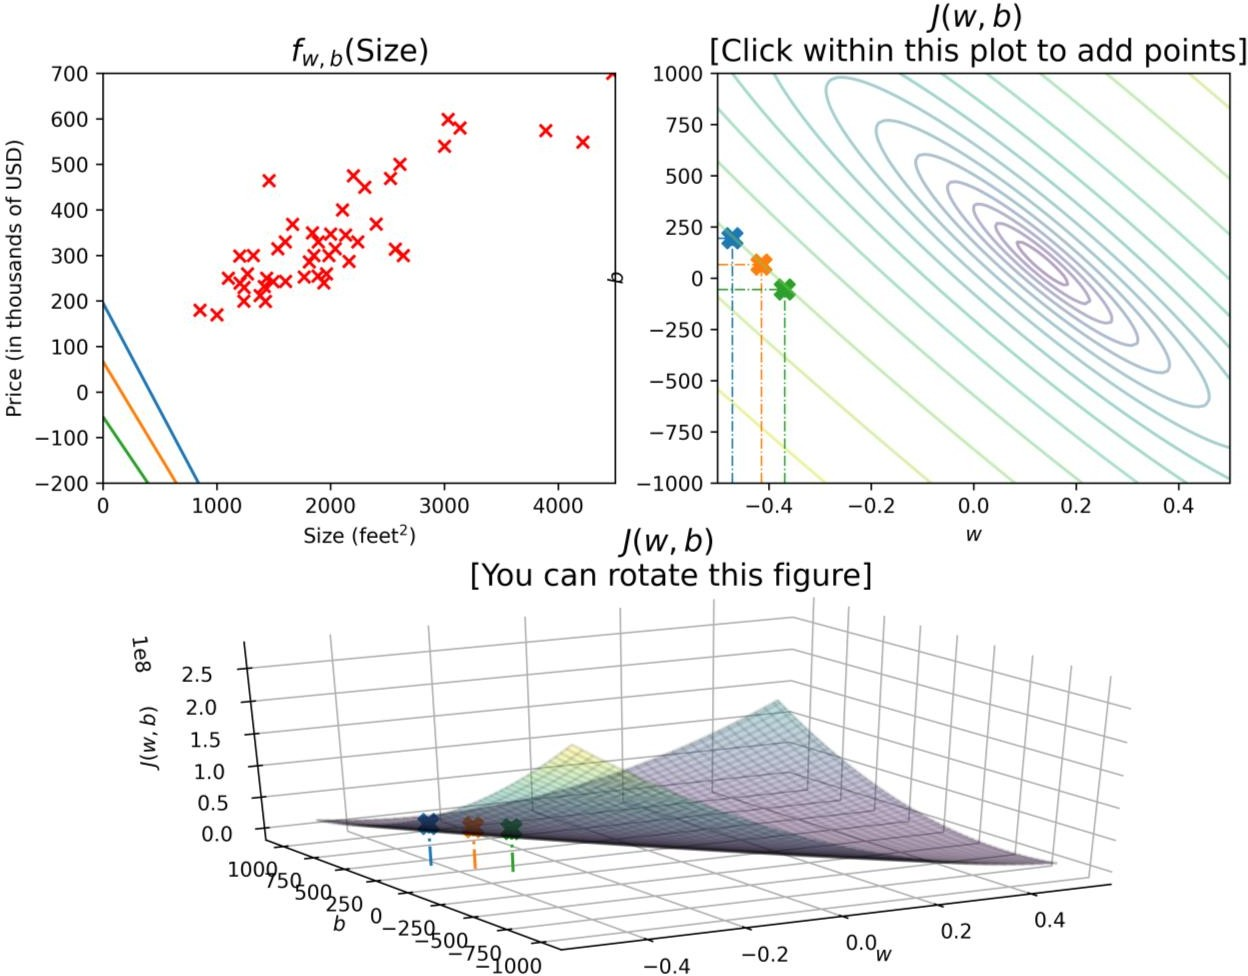 f_{w, b}(Size)
700
600
500
400
300
200
100
0
−100
−200
Price (in thousands of USD)
0 1000 2000 3000 4000
Size (feet²)
J(w, b)
[Click within this plot to add points]
1000
750
500
250
0
−250
−500
−750
−1000
b
−0.4 −0.2 0.0 0.2 0.4
w
J(w, b)
[You can rotate this figure]
1e8
2.5
2.0
1.5
1.0
0.5
0.0
J(w, b)
1000
750
500
250
0
−250
−500
−750
−1000
b
−0.4 −0.2 0.0 0.2 0.4
w